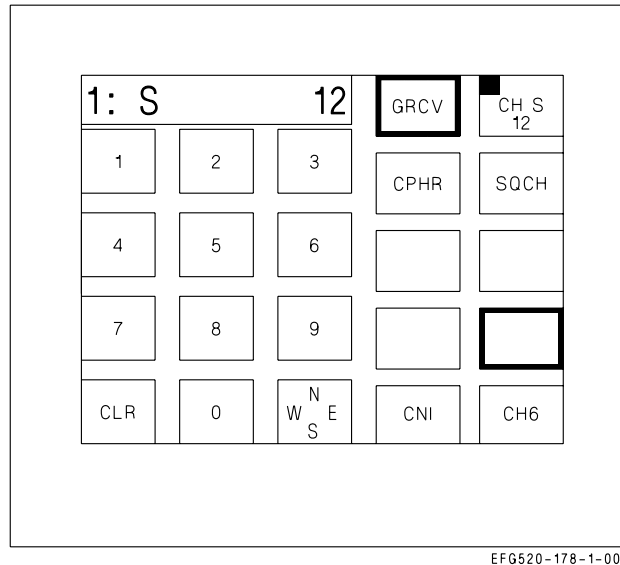 1: S 12
GRCV
CH S
12
1
2
3
CPHR
SQCH
4
5
6
7
8
9
CLR
0
N
W E
S
CNI
CH6
EFG520-178-1-00